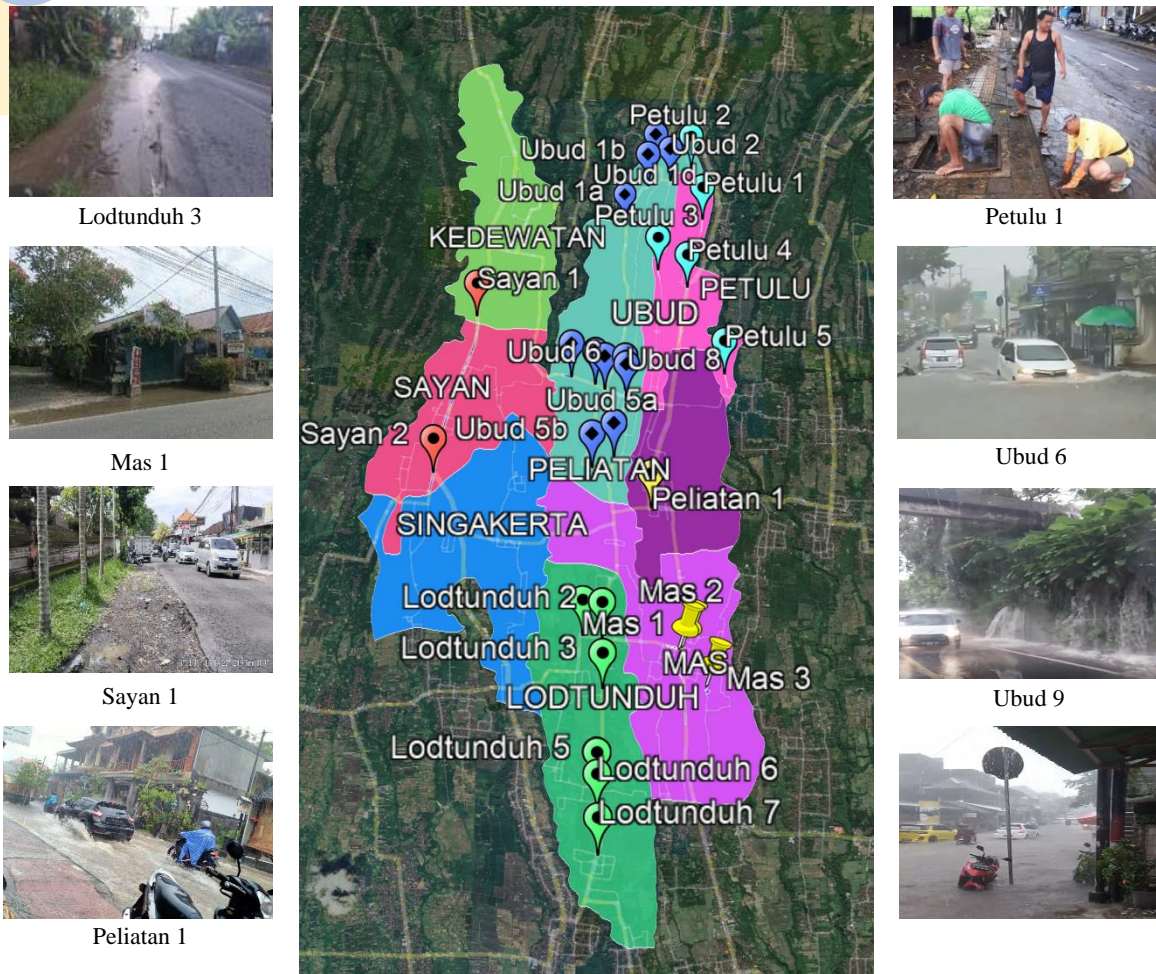 Lodtunduh 3
Mas 1
Sayan 1
Peliatan 1
Petulu 2
Ubud 1b
Ubud 2
Ubud 1d
Ubud 1a
Petulu 1
Petulu 3
KEDEWATAN
Petulu 4
Sayan 1
PETULU
UBUD
Petulu 5
Ubud 6
Ubud 8
SAYAN
Ubud 5a
Sayan 2
Ubud 5b
PELIATAN
Peliatan 1
SINGAKERTA
Lodtunduh 2
Mas 2
Mas 1
Lodtunduh 3
MAS
Mas 3
LODTUNDUH
Lodtunduh 5
Lodtunduh 6
Lodtunduh 7
Petulu 1
Ubud 6
Ubud 9